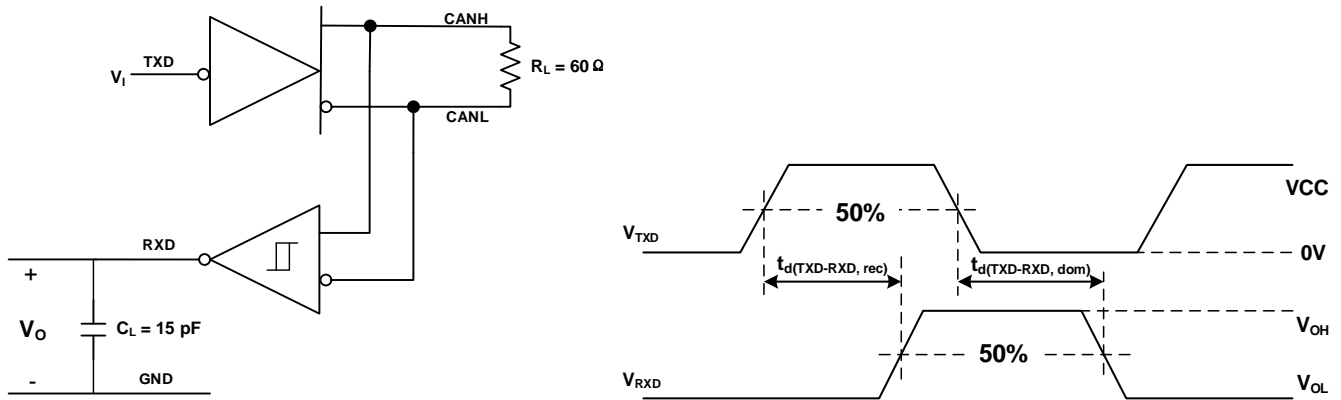 CANH
TXD
V_I
R_L = 60 Ω
CANL
RXD
+
V_O
C_L = 15 pF
-
GND
VCC
50%
V_TXD
0V
t_d(TXD-RXD, rec)
t_d(TXD-RXD, dom)
V_OH
50%
V_RXD
V_OL